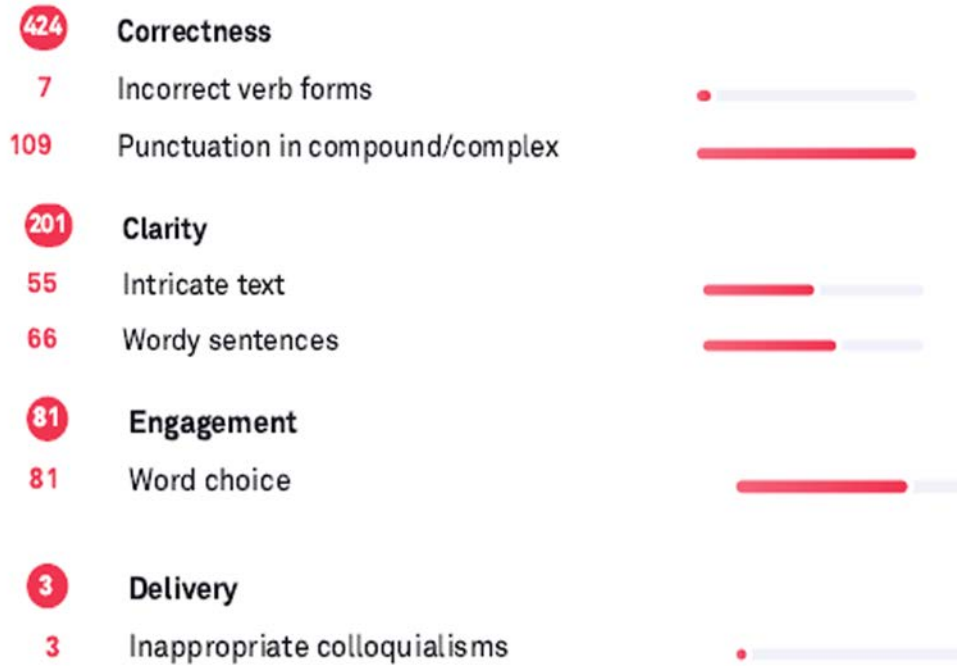 424 Correctness
7 Incorrect verb forms
109 Punctuation in compound/complex
201 Clarity
55 Intricate text
66 Wordy sentences
81 Engagement
81 Word choice
3 Delivery
3 Inappropriate colloquialisms